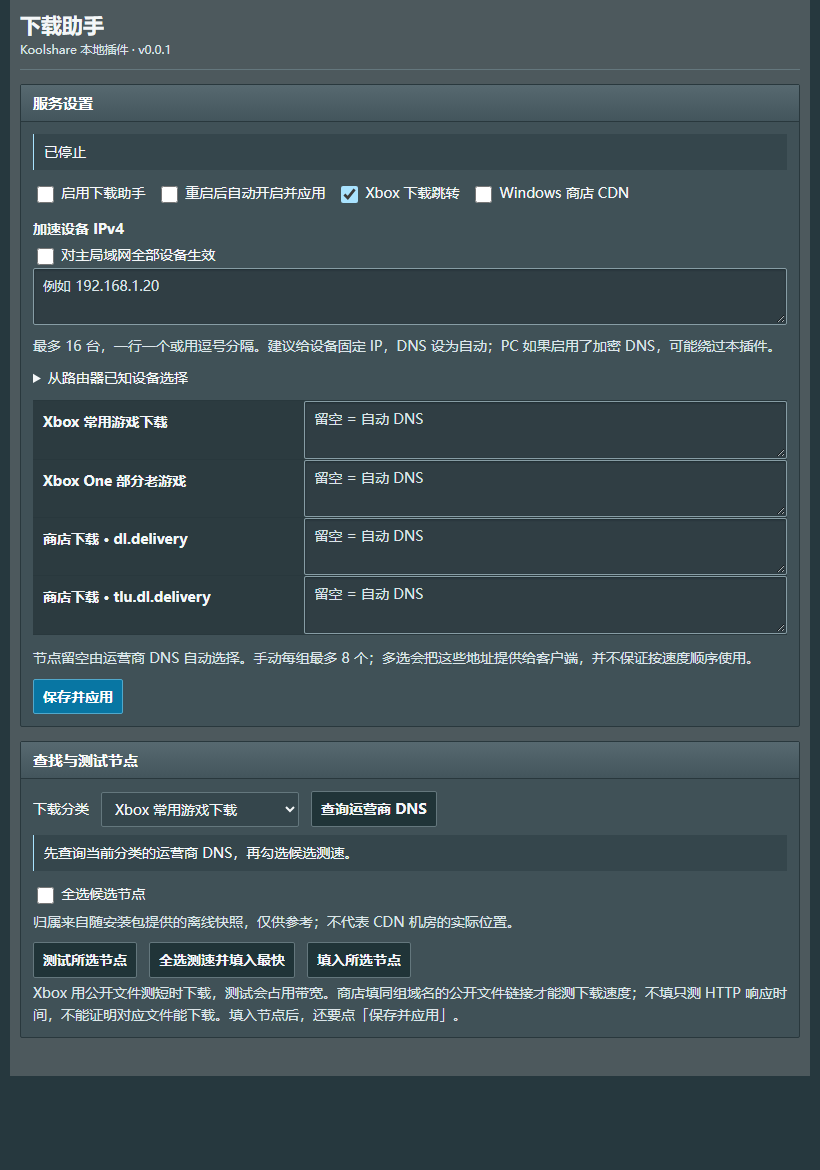 下载助手
Koolshare 本地插件 · v0.0.1
服务设置
已停止
启用下载助手 重启后自动开启并应用 Xbox 下载跳转 Windows 商店 CDN
加速设备 IPv4
对主局域网全部设备生效
例如 192.168.1.20
最多 16 台，一行一个或用逗号分隔。建议给设备固定 IP，DNS 设为自动；PC 如果启用了加密 DNS，可能绕过本插件。
▶ 从路由器已知设备选择
Xbox 常用游戏下载 留空 = 自动 DNS
Xbox One 部分老游戏 留空 = 自动 DNS
商店下载 • dl.delivery 留空 = 自动 DNS
商店下载 • tlu.dl.delivery 留空 = 自动 DNS
节点留空由运营商 DNS 自动选择。手动每组最多 8 个；多选会把这些地址提供给客户端，并不保证按速度顺序使用。
保存并应用
查找与测试节点
下载分类 Xbox 常用游戏下载 查询运营商 DNS
先查询当前分类的运营商 DNS，再勾选候选测速。
全选候选节点
归属来自随安装包提供的离线快照，仅供参考；不代表 CDN 机房的实际位置。
测试所选节点 全选测速并填入最快 填入所选节点
Xbox 用公开文件测短时下载，测试会占用带宽。商店填同组域名的公开文件链接才能测下载速度；不填只测 HTTP 响应时
间，不能证明对应文件能下载。填入节点后，还要点「保存并应用」。